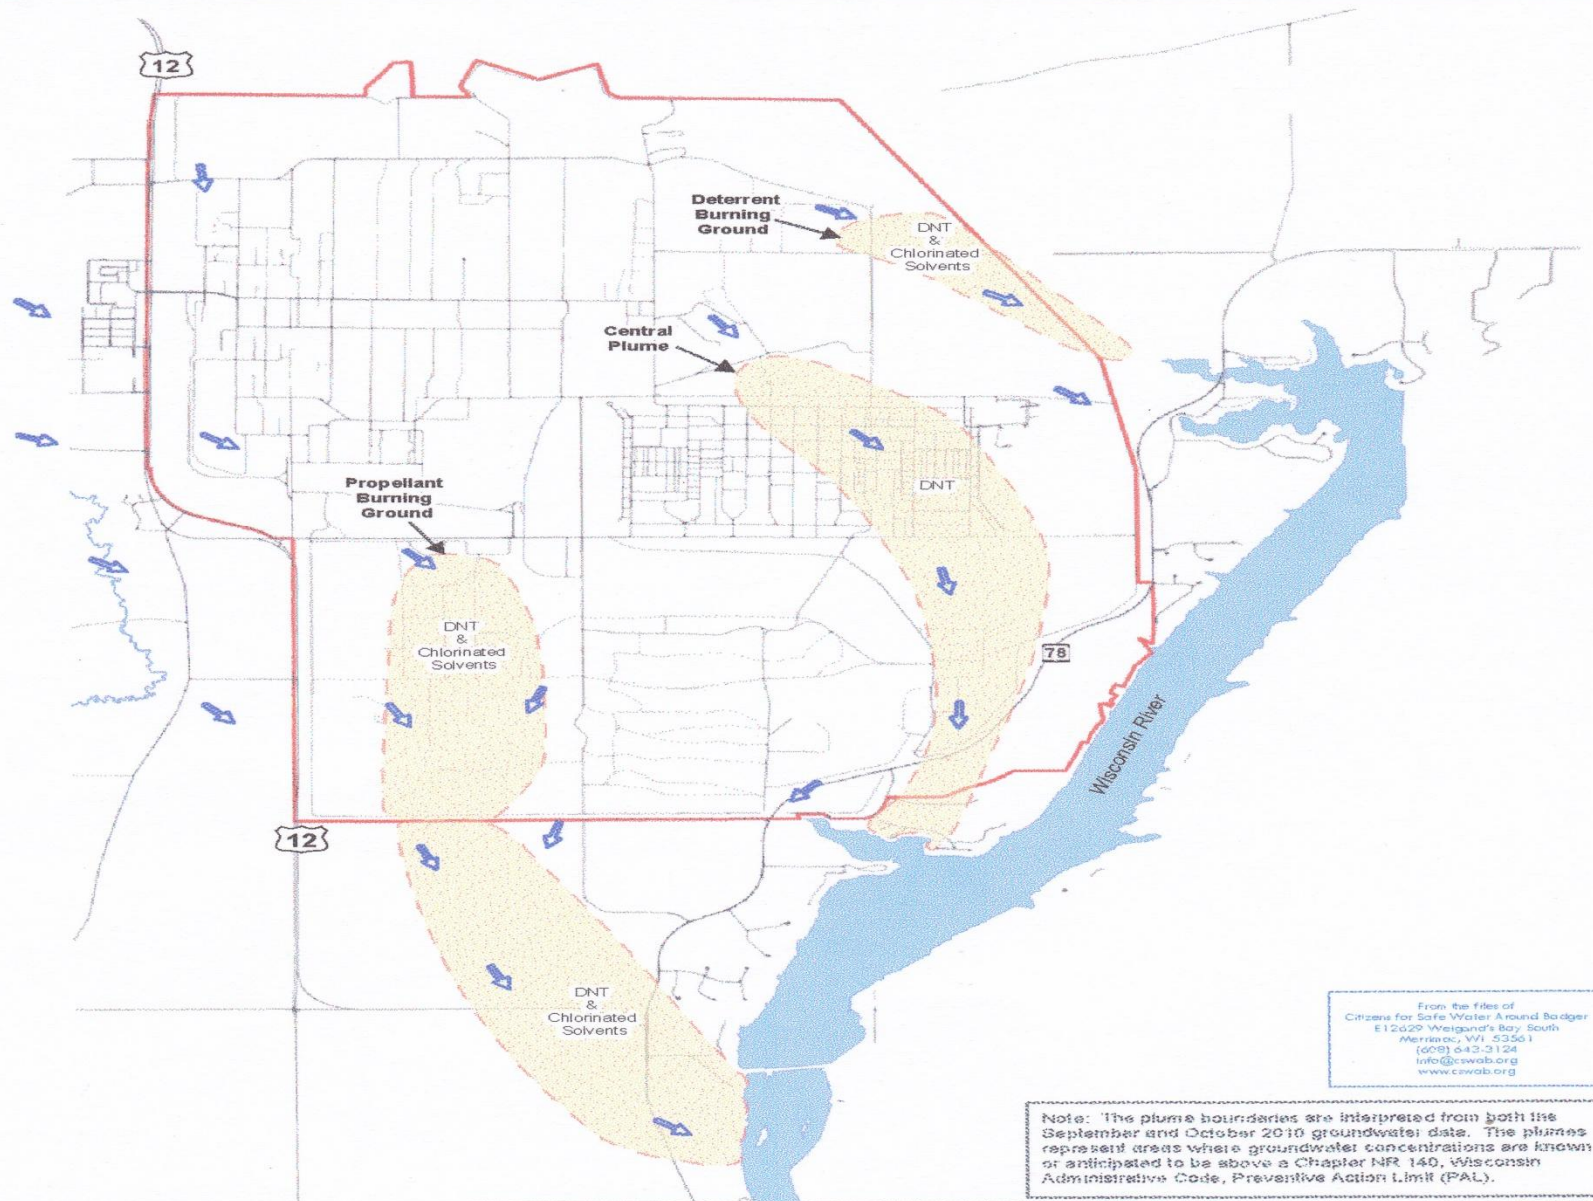 12
Deterrent
Burning
Ground
DNT
&
Chlorinated
Solvents
Central
Plume
DNT
Propellant
Burning
Ground
DNT
&
Chlorinated
Solvents
78
Wisconsin River
12
DNT
&
Chlorinated
Solvents
From the files of
Citizens for Safe Water Around Badger
E12629 Weigand's Bay South
Merrimac, WI 53561
(608) 643-3124
info@cswab.org
www.cswab.org
Note: The plume boundaries are interpreted from both the
September and October 2010 groundwater data. The plumes
represent areas where groundwater concentrations are known
or anticipated to be above a Chapter NR 140, Wisconsin
Administrative Code, Preventive Action Limit (PAL).